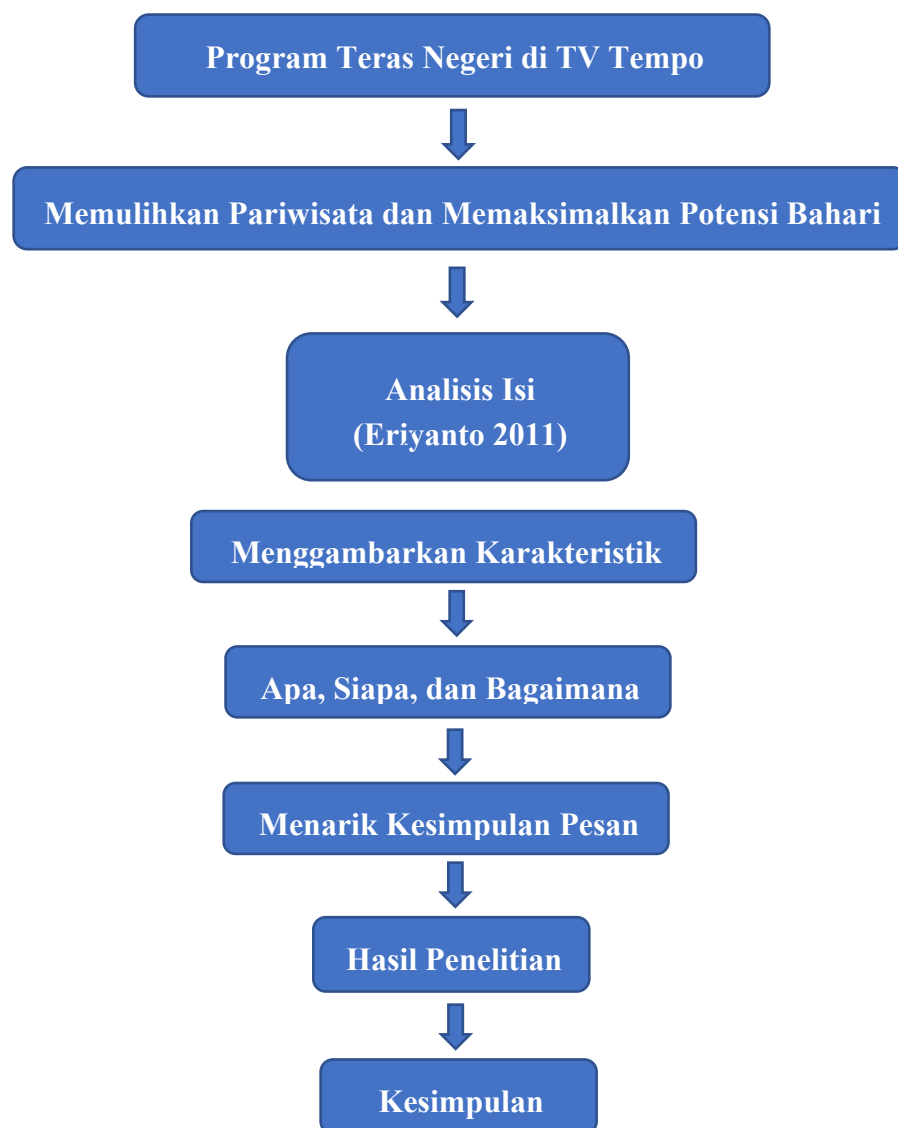 Program Teras Negeri di TV Tempo
Memulihkan Pariwisata dan Memaksimalkan Potensi Bahari
Analisis Isi
(Eriyanto 2011)
Menggambarkan Karakteristik
Apa, Siapa, dan Bagaimana
Menarik Kesimpulan Pesan
Hasil Penelitian
Kesimpulan